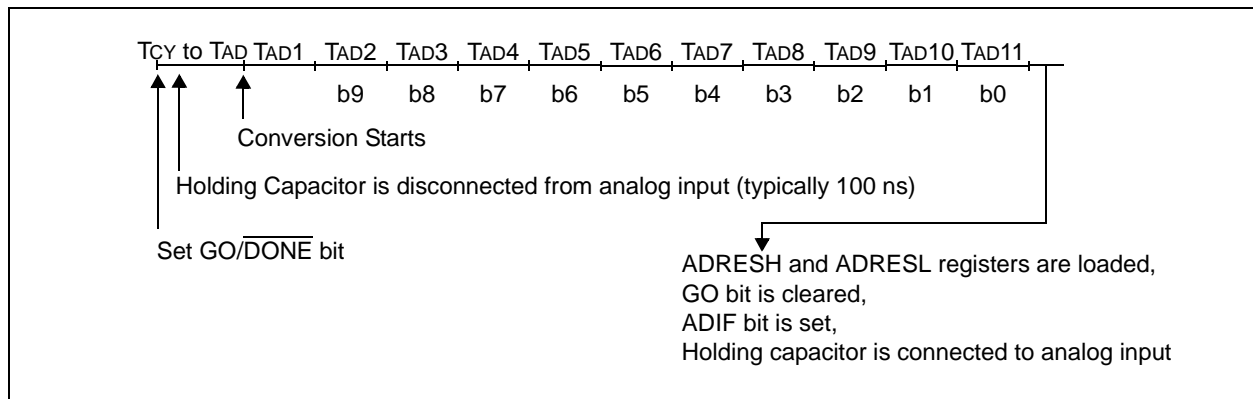 TCY to TAD TAD1 TAD2 TAD3 TAD4 TAD5 TAD6 TAD7 TAD8 TAD9 TAD10 TAD11
b9 b8 b7 b6 b5 b4 b3 b2 b1 b0
Conversion Starts
Holding Capacitor is disconnected from analog input (typically 100 ns)
Set GO/DONE bit
ADRESH and ADRESL registers are loaded,
GO bit is cleared,
ADIF bit is set,
Holding capacitor is connected to analog input